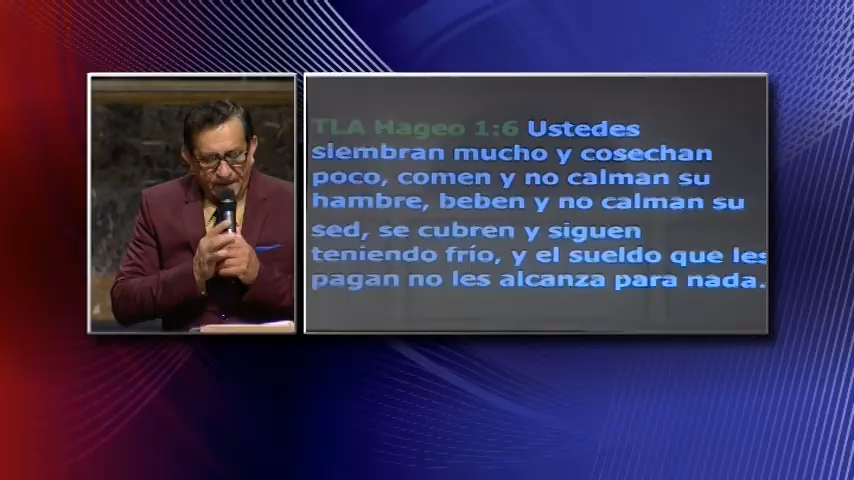 TLA Hageo 1:6 Ustedes
siembran mucho y cosechan
poco, comen y no calman su
hambre, beben y no calman su
sed, se cubren y siguen
teniendo frío, y el sueldo que les
pagan no les alcanza para nada.